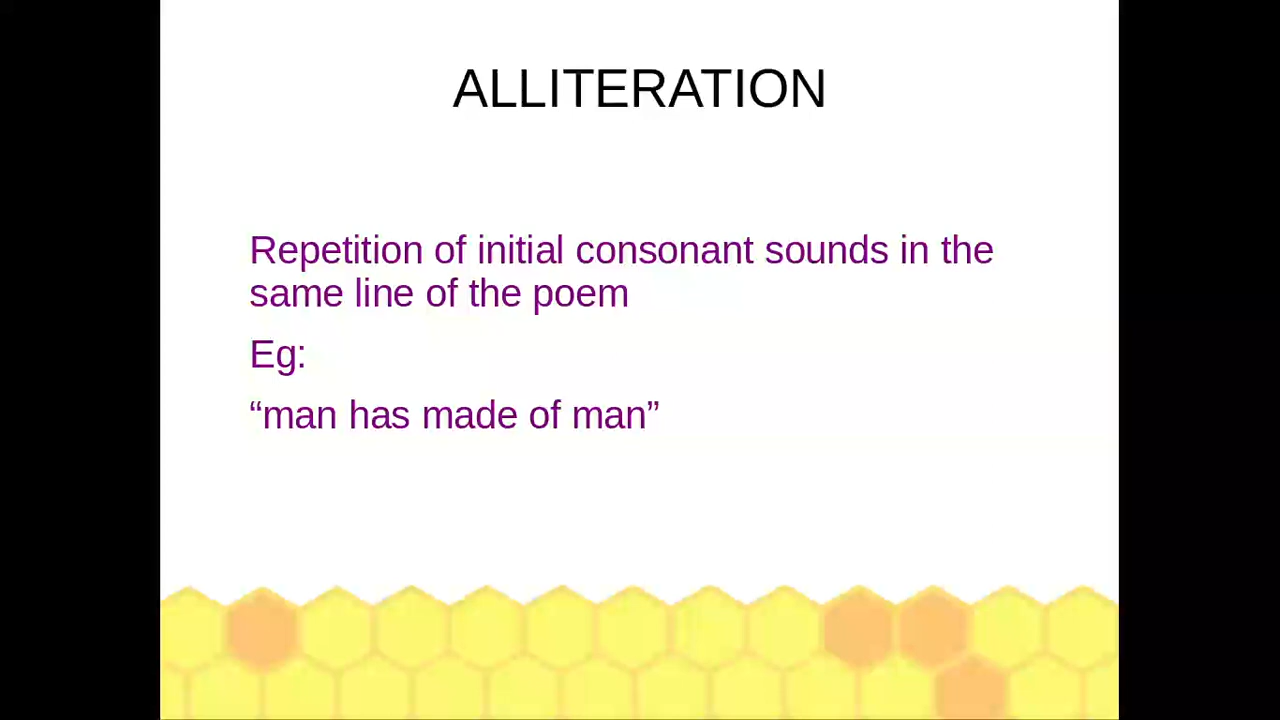 ALLITERATION
Repetition of initial consonant sounds in the
same line of the poem
Eg:
“man has made of man”